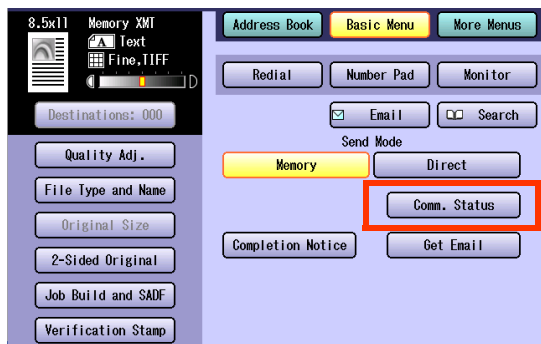 8.5x11 Memory XMT
A Text
Fine,TIFF
D
Destinations: 000
Quality Adj.
File Type and Name
Original Size
2-Sided Original
Job Build and SADF
Verification Stamp
Address Book Basic Menu More Menus
Redial Number Pad Monitor
Email Search
Send Mode
Memory Direct
Comm. Status
Completion Notice Get Email